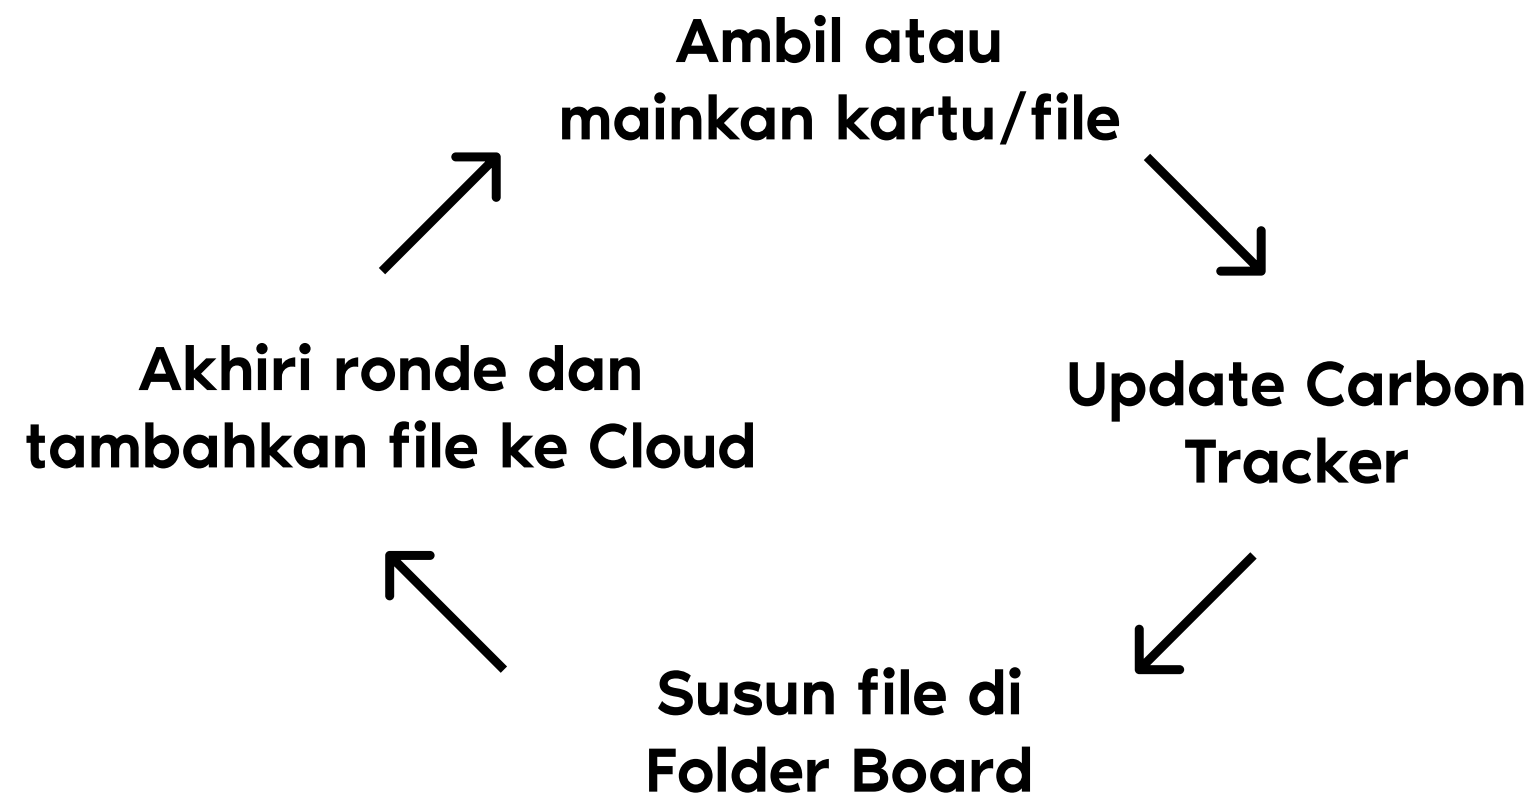 Ambil atau
mainkan kartu/file
Update Carbon
Tracker
Susun file di
Folder Board
Akhiri ronde dan
tambahkan file ke Cloud